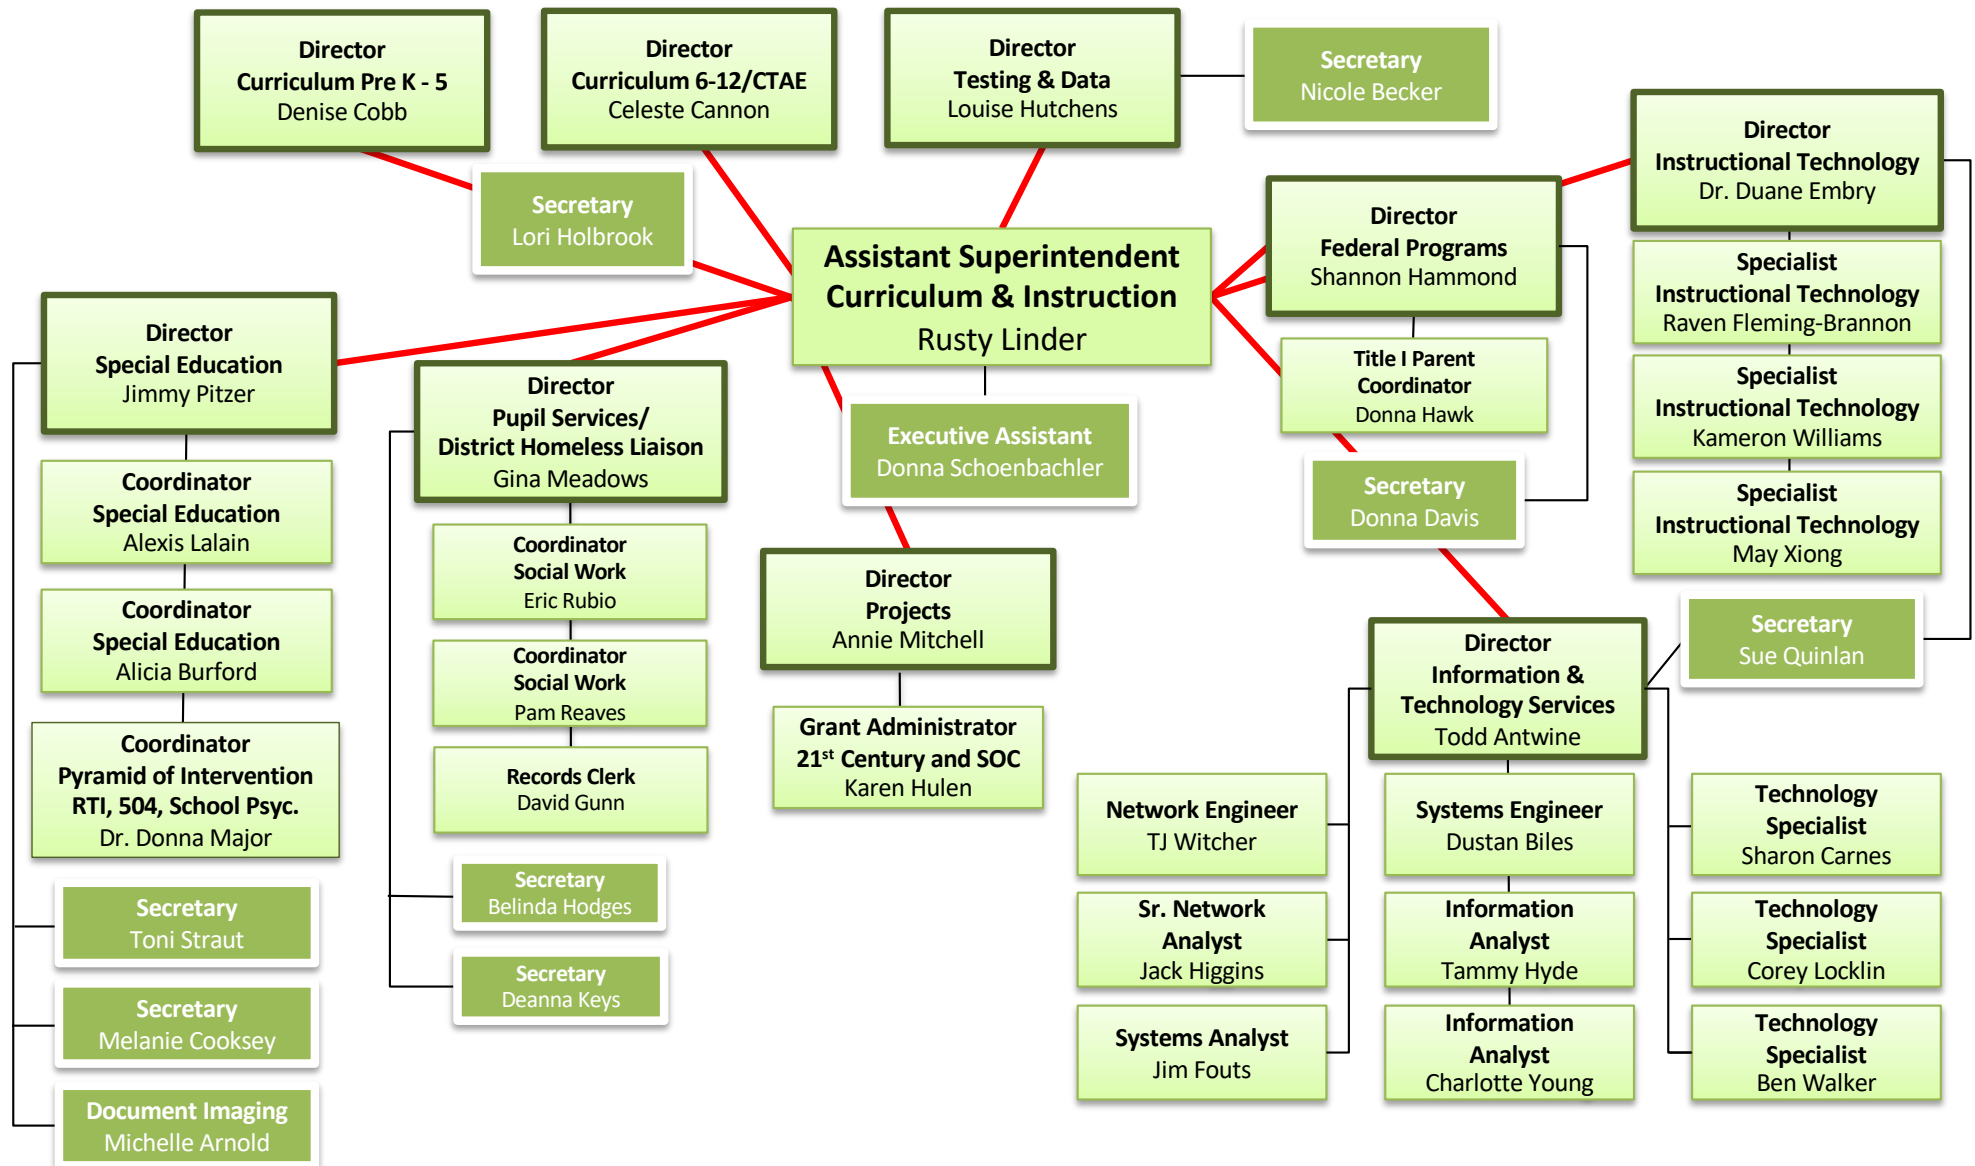 Director
Curriculum Pre K - 5
Denise Cobb
Director
Curriculum 6-12/CTAE
Celeste Cannon
Director
Testing & Data
Louise Hutchens
Secretary
Nicole Becker
Director
Instructional Technology
Dr. Duane Embry
Secretary
Lori Holbrook
Assistant Superintendent
Curriculum & Instruction
Rusty Linder
Director
Federal Programs
Shannon Hammond
Specialist
Instructional Technology
Raven Fleming-Brannon
Director
Special Education
Jimmy Pitzer
Director
Pupil Services/
District Homeless Liaison
Gina Meadows
Executive Assistant
Donna Schoenbachler
Title I Parent
Coordinator
Donna Hawk
Specialist
Instructional Technology
Kameron Williams
Coordinator
Special Education
Alexis Lalain
Secretary
Donna Davis
Specialist
Instructional Technology
May Xiong
Coordinator
Social Work
Eric Rubio
Director
Projects
Annie Mitchell
Coordinator
Special Education
Alicia Burford
Coordinator
Social Work
Pam Reaves
Director
Information &
Technology Services
Todd Antwine
Secretary
Sue Quinlan
Grant Administrator
21st Century and SOC
Karen Hulen
Coordinator
Pyramid of Intervention
RTI, 504, School Psyc.
Dr. Donna Major
Records Clerk
David Gunn
Network Engineer
TJ Witcher
Systems Engineer
Dustan Biles
Technology
Specialist
Sharon Carnes
Secretary
Toni Straut
Secretary
Belinda Hodges
Sr. Network
Analyst
Jack Higgins
Information
Analyst
Tammy Hyde
Technology
Specialist
Corey Locklin
Secretary
Melanie Cooksey
Secretary
Deanna Keys
Systems Analyst
Jim Fouts
Information
Analyst
Charlotte Young
Technology
Specialist
Ben Walker
Document Imaging
Michelle Arnold